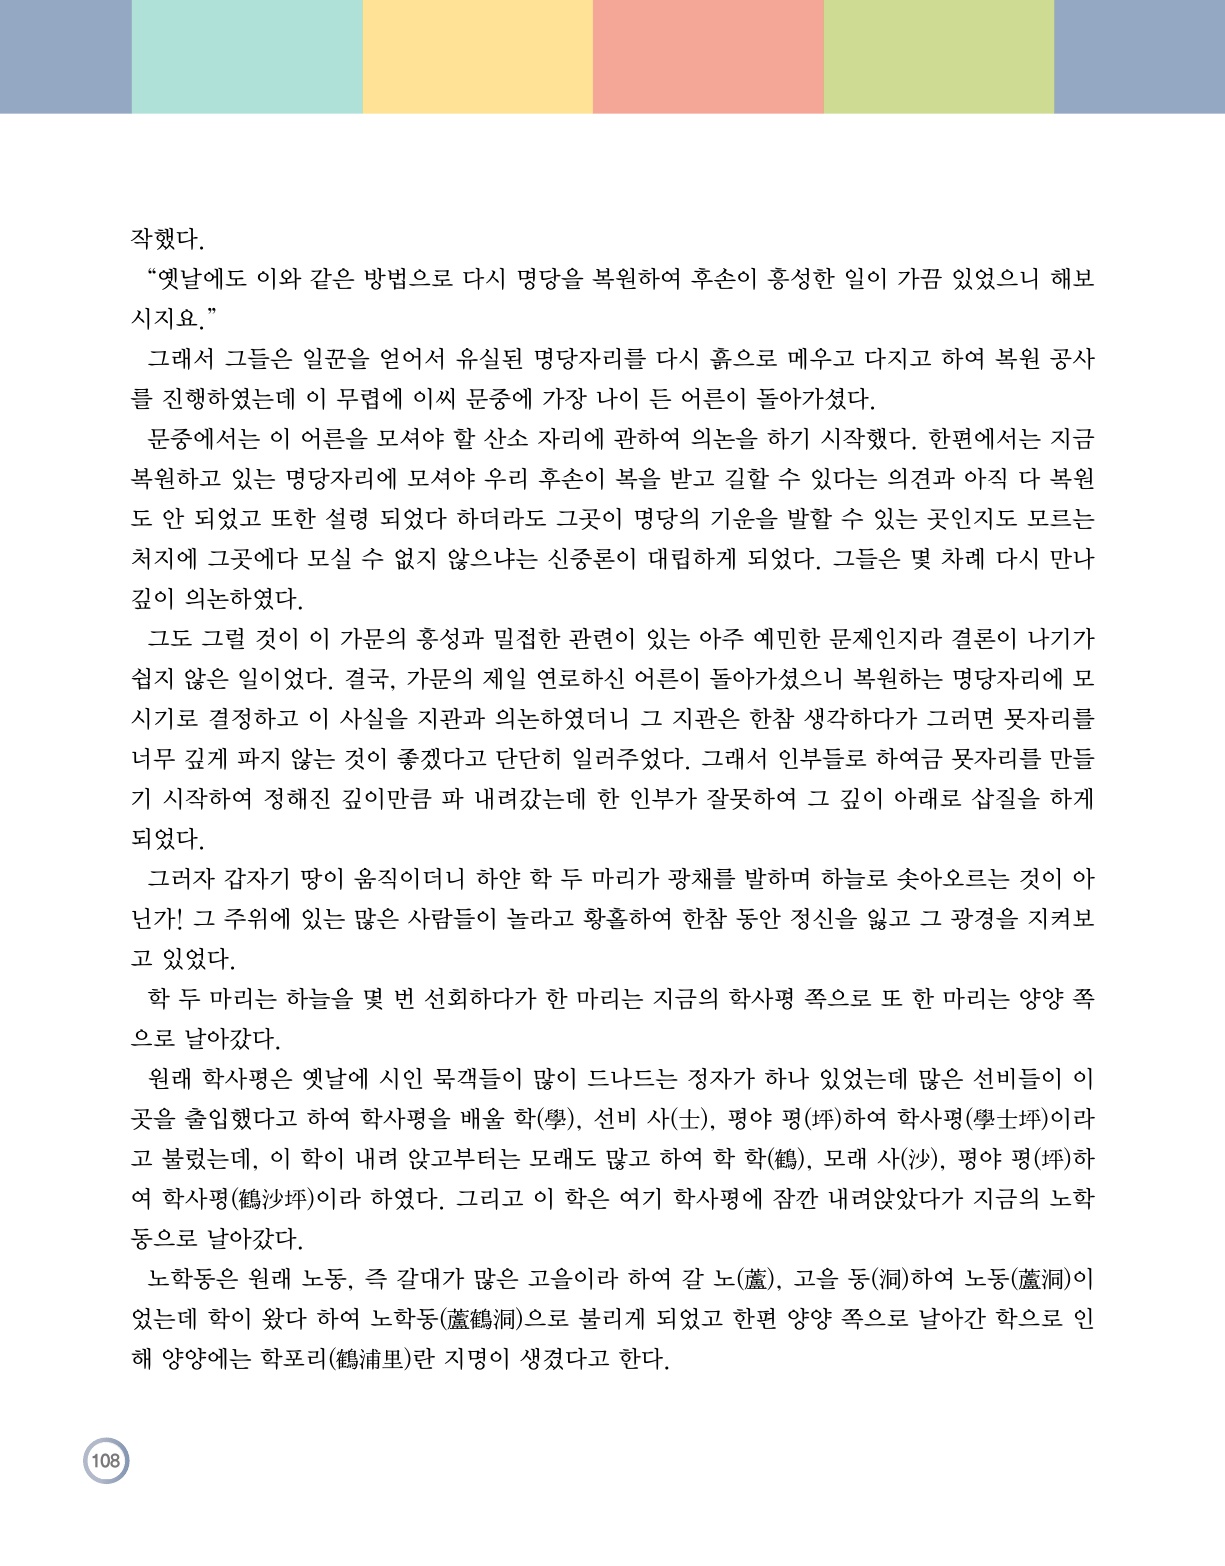 작했다.
“옛날에도 이와 같은 방법으로 다시 명당을 복원하여 후손이 흥성한 일이 가끔 있었으니 해보
시지요.”
그래서 그들은 일꾼을 얻어서 유실된 명당자리를 다시 흙으로 메우고 다지고 하여 복원 공사
를 진행하였는데 이 무렵에 이씨 문중에 가장 나이 든 어른이 돌아가셨다.
문중에서는 이 어른을 모셔야 할 산소 자리에 관하여 의논을 하기 시작했다. 한편에서는 지금
복원하고 있는 명당자리에 모셔야 우리 후손이 복을 받고 길할 수 있다는 의견과 아직 다 복원
도 안 되었고 또한 설령 되었다 하더라도 그곳이 명당의 기운을 발할 수 있는 곳인지도 모르는
처지에 그곳에다 모실 수 없지 않으냐는 신중론이 대립하게 되었다. 그들은 몇 차례 다시 만나
깊이 의논하였다.
그도 그럴 것이 이 가문의 흥성과 밀접한 관련이 있는 아주 예민한 문제인지라 결론이 나기가
쉽지 않은 일이었다. 결국, 가문의 제일 연로하신 어른이 돌아가셨으니 복원하는 명당자리에 모
시기로 결정하고 이 사실을 지관과 의논하였더니 그 지관은 한참 생각하다가 그러면 묫자리를
너무 깊게 파지 않는 것이 좋겠다고 단단히 일러주었다. 그래서 인부들로 하여금 묫자리를 만들
기 시작하여 정해진 깊이만큼 파 내려갔는데 한 인부가 잘못하여 그 깊이 아래로 삽질을 하게
되었다.
그러자 갑자기 땅이 움직이더니 하얀 학 두 마리가 광채를 발하며 하늘로 솟아오르는 것이 아
닌가! 그 주위에 있는 많은 사람들이 놀라고 황홀하여 한참 동안 정신을 잃고 그 광경을 지켜보
고 있었다.
학 두 마리는 하늘을 몇 번 선회하다가 한 마리는 지금의 학사평 쪽으로 또 한 마리는 양양 쪽
으로 날아갔다.
원래 학사평은 옛날에 시인 묵객들이 많이 드나드는 정자가 하나 있었는데 많은 선비들이 이
곳을 출입했다고 하여 학사평을 배울 학(學), 선비 사(士), 평야 평(坪)하여 학사평(學士坪)이라
고 불렀는데, 이 학이 내려 앉고부터는 모래도 많고 하여 학 학(鶴), 모래 사(沙), 평야 평(坪)하
여 학사평(鶴沙坪)이라 하였다. 그리고 이 학은 여기 학사평에 잠깐 내려앉았다가 지금의 노학
동으로 날아갔다.
노학동은 원래 노동, 즉 갈대가 많은 고을이라 하여 갈 노(蘆), 고을 동(洞)하여 노동(蘆洞)이
었는데 학이 왔다 하여 노학동(蘆鶴洞)으로 불리게 되었고 한편 양양 쪽으로 날아간 학으로 인
해 양양에는 학포리(鶴浦里)란 지명이 생겼다고 한다.
108